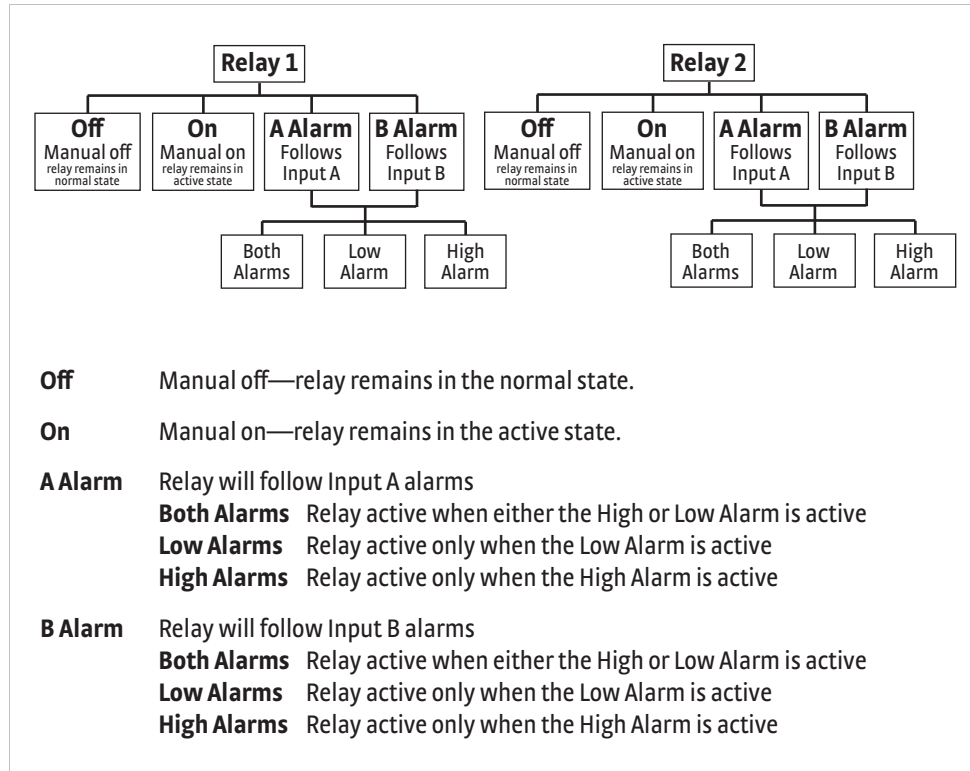 Relay 1
Relay 2
Off
Manual off
relay remains in
normal state
On
Manual on
relay remains in
active state
A Alarm
Follows
Input A
B Alarm
Follows
Input B
Off
Manual off
relay remains in
normal state
On
Manual on
relay remains in
active state
A Alarm
Follows
Input A
B Alarm
Follows
Input B
Both
Alarms
Low
Alarm
High
Alarm
Both
Alarms
Low
Alarm
High
Alarm
Off Manual off—relay remains in the normal state.
On Manual on—relay remains in the active state.
A Alarm Relay will follow Input A alarms
Both Alarms Relay active when either the High or Low Alarm is active
Low Alarms Relay active only when the Low Alarm is active
High Alarms Relay active only when the High Alarm is active
B Alarm Relay will follow Input B alarms
Both Alarms Relay active when either the High or Low Alarm is active
Low Alarms Relay active only when the Low Alarm is active
High Alarms Relay active only when the High Alarm is active